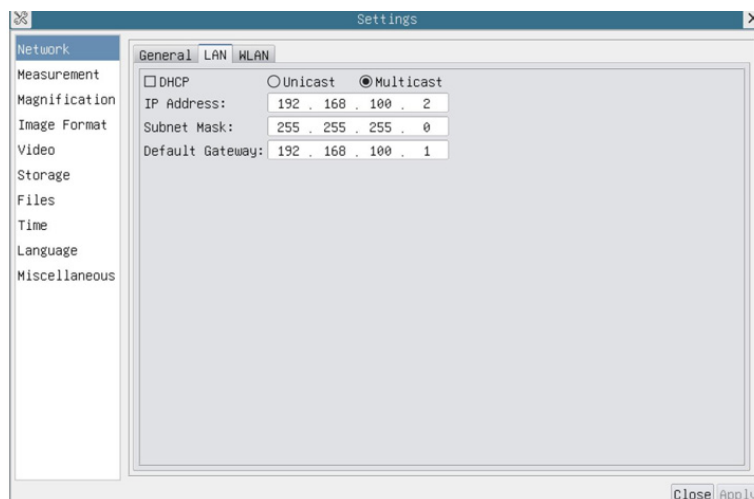 Settings
Network
Measurement
Magnification
Image Format
Video
Storage
Files
Time
Language
Miscellaneous
General LAN WLAN
DHCP Unicast Multicast
IP Address: 192 . 168 . 100 . 2
Subnet Mask: 255 . 255 . 255 . 0
Default Gateway: 192 . 168 . 100 . 1
Close Apply